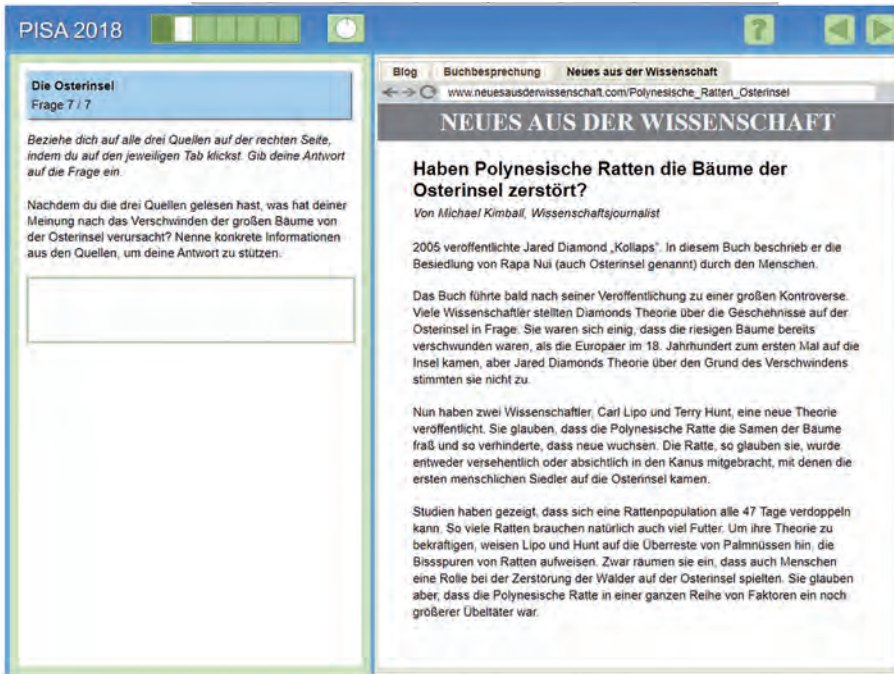 PISA 2018
?
Die Osterinsel
Frage 7 / 7
Beziehe dich auf alle drei Quellen auf der rechten Seite,
indem du auf den jeweiligen Tab klickst. Gib deine Antwort
auf die Frage ein.
Nachdem du die drei Quellen gelesen hast, was hat deiner
Meinung nach das Verschwinden der großen Bäume von
der Osterinsel verursacht? Nenne konkrete Informationen
aus den Quellen, um deine Antwort zu stützen.
Blog Buchbesprechung Neues aus der Wissenschaft
www.neuesausderwissenschaft.com/Polynesische_Ratten_Osterinsel
NEUES AUS DER WISSENSCHAFT
Haben Polynesische Ratten die Bäume der
Osterinsel zerstört?
Von Michael Kimball, Wissenschaftsjournalist
2005 veröffentlichte Jared Diamond „Kollaps“. In diesem Buch beschrieb er die
Besiedlung von Rapa Nui (auch Osterinsel genannt) durch den Menschen.
Das Buch führte bald nach seiner Veröffentlichung zu einer großen Kontroverse.
Viele Wissenschaftler stellten Diamonds Theorie über die Geschehnisse auf der
Osterinsel in Frage. Sie waren sich einig, dass die riesigen Bäume bereits
verschwunden waren, als die Europäer im 18. Jahrhundert zum ersten Mal auf die
Insel kamen, aber Jared Diamonds Theorie über den Grund des Verschwindens
stimmten sie nicht zu.
Nun haben zwei Wissenschaftler, Carl Lipo und Terry Hunt, eine neue Theorie
veröffentlicht. Sie glauben, dass die Polynesische Ratte die Samen der Bäume
fraß und so verhinderte, dass neue wuchsen. Die Ratte, so glauben sie, wurde
entweder versehentlich oder absichtlich in den Kanus mitgebracht, mit denen die
ersten menschlichen Siedler auf die Osterinsel kamen.
Studien haben gezeigt, dass sich eine Rattenpopulation alle 47 Tage verdoppeln
kann. So viele Ratten brauchen natürlich auch viel Futter. Um ihre Theorie zu
bekräftigen, weisen Lipo und Hunt auf die Überreste von Palmnüssen hin, die
Bissspuren von Ratten aufweisen. Zwar räumen sie ein, dass auch Menschen
eine Rolle bei der Zerstörung der Wälder auf der Osterinsel spielten. Sie glauben
aber, dass die Polynesische Ratte in einer ganzen Reihe von Faktoren ein noch
größerer Übeltäter war.